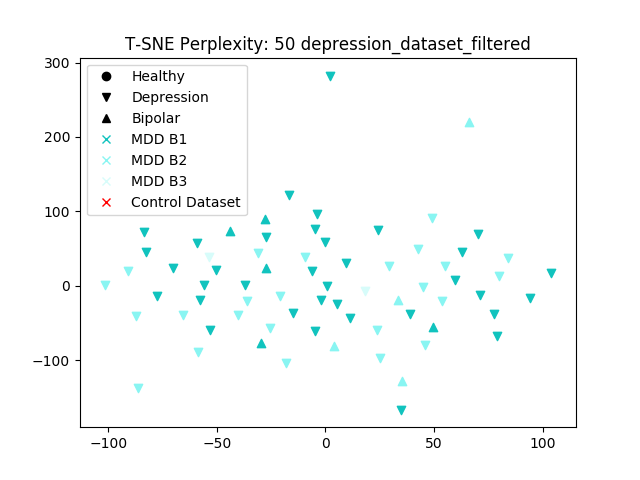 T-SNE Perplexity: 50 depression_dataset_filtered
300
200
100
0
−100
Healthy
Depression
Bipolar
MDD B1
MDD B2
MDD B3
Control Dataset
−100
−50
0
50
100